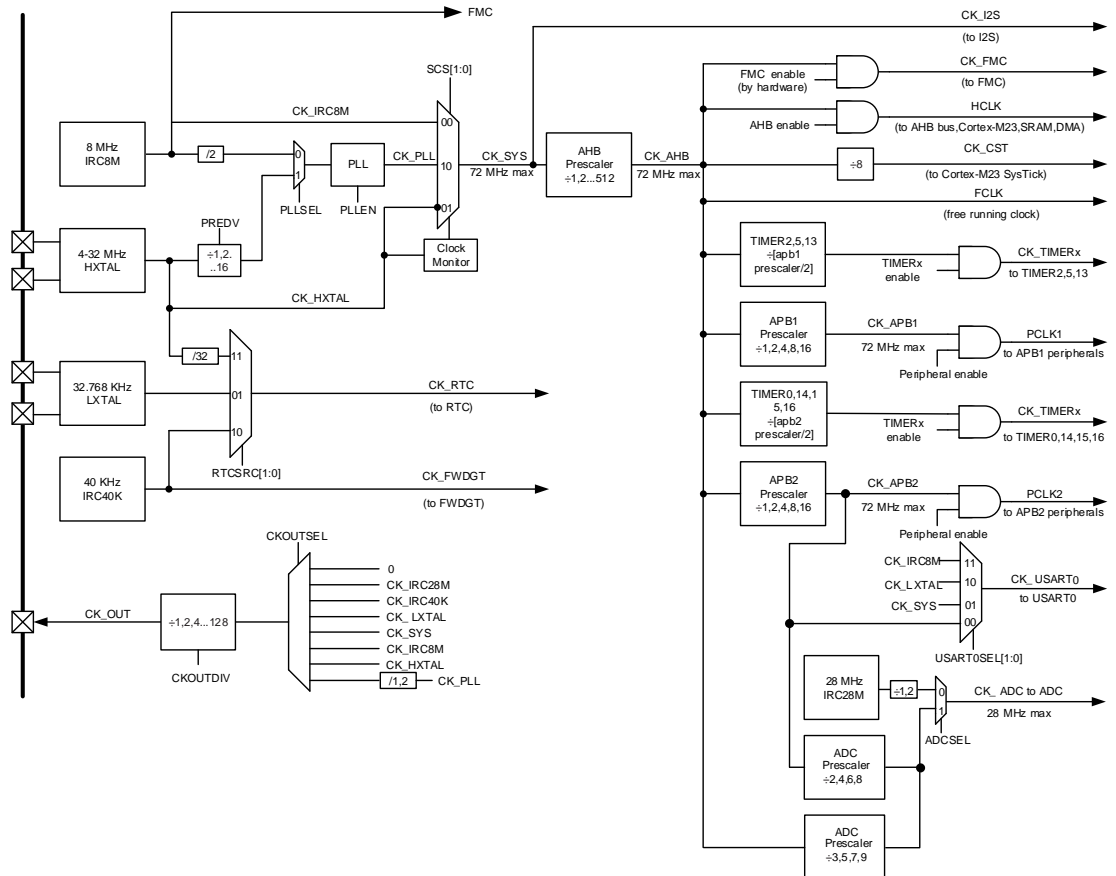 FMC
CK_I2S
(to I2S)
SCS[1:0]
CK_IRC8M
00
8 MHz
IRC8M
/2
0
1
PLLSEL
PLL
PLLEN
CK_PLL
10
01
CK_SYS
72 MHz max
AHB
Prescaler
÷1,2...512
CK_AHB
72 MHz max
FMC enable
(by hardware)
CK_FMC
(to FMC)
AHB enable
HCLK
(to AHB bus,Cortex-M23,SRAM,DMA)
÷8
CK_CST
(to Cortex-M23 SysTick)
FCLK
(free running clock)
PREDV
4-32 MHz
HXTAL
÷1,2.
..16
Clock
Monitor
CK_HXTAL
TIMER2,5,13
÷[apb1
prescaler/2]
TIMERx
enable
CK_TIMERx
to TIMER2,5,13
/32
11
01
10
RTCSRC[1:0]
32.768 KHz
LXTAL
CK_RTC
(to RTC)
APB1
Prescaler
÷1,2,4,8,16
CK_APB1
72 MHz max
Peripheral enable
PCLK1
to APB1 peripherals
TIMER0,14,1
5,16
÷[apb2
prescaler/2]
TIMERx
enable
CK_TIMERx
to TIMER0,14,15,16
40 KHz
IRC40K
CK_FWDGT
(to FWDGT)
APB2
Prescaler
÷1,2,4,8,16
CK_APB2
72 MHz max
Peripheral enable
PCLK2
to APB2 peripherals
CKOUTSEL
0
CK_IRC28M
CK_IRC40K
CK_ LXTAL
CK_SYS
CK_IRC8M
CK_HXTAL
/1,2
CK_PLL
CK_OUT
÷1,2,4...128
CKOUTDIV
CK_IRC8M
11
CK_LXTAL
10
CK_SYS
01
00
USART0SEL[1:0]
CK_USART0
to USART0
28 MHz
IRC28M
÷1,2
0
1
ADCSEL
CK_ ADC to ADC
28 MHz max
ADC
Prescaler
÷2,4,6,8
ADC
Prescaler
÷3,5,7,9